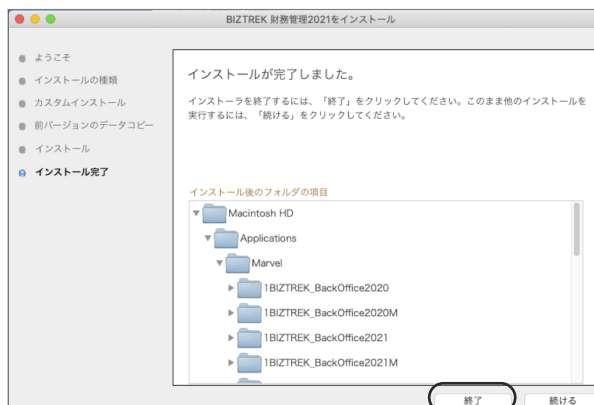 BIZTREK 財務管理2021をインストール
ようこそ
インストールの種類
カスタムインストール
前バージョンのデータコピー
インストール
インストール完了
インストールが完了しました。
インストーラを終了するには、「終了」をクリックしてください。このまま他のインストールを
実行するには、「続ける」をクリックしてください。
インストール後のフォルダの項目
Macintosh HD
Applications
Marvel
1BIZTREK_BackOffice2020
1BIZTREK_BackOffice2020M
1BIZTREK_BackOffice2021
1BIZTREK_BackOffice2021M
終了
続ける